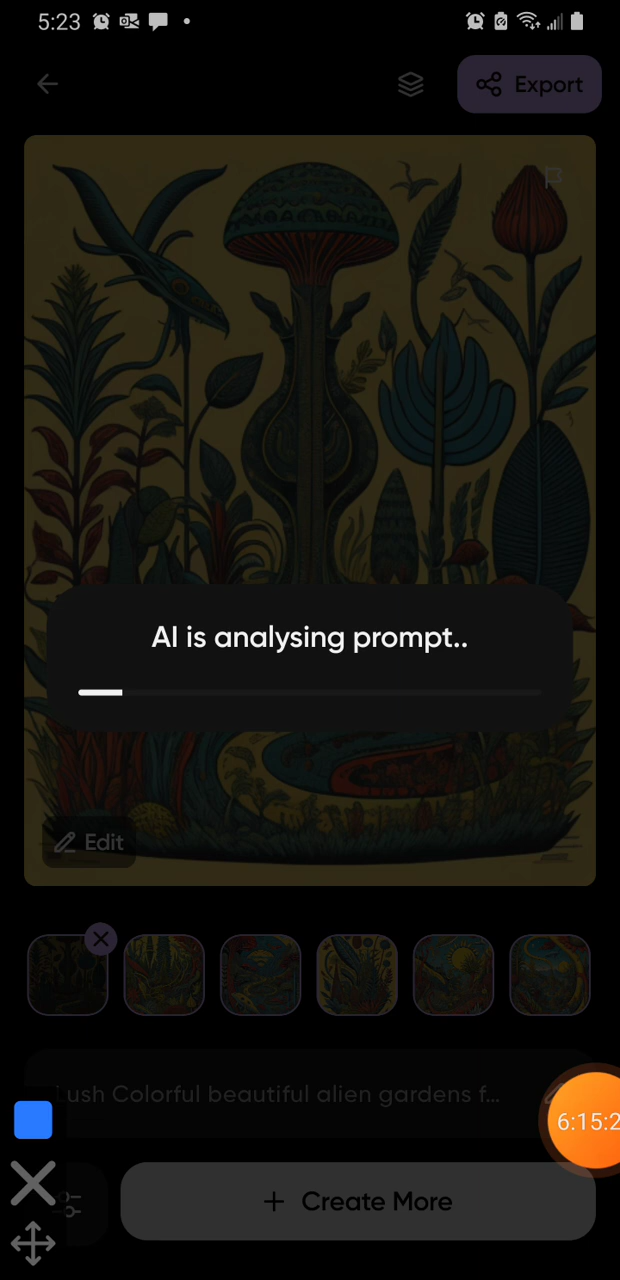 5:23
Export
AI is analysing prompt..
Edit
Lush Colorful beautiful alien gardens f...
6:15:2
+ Create More